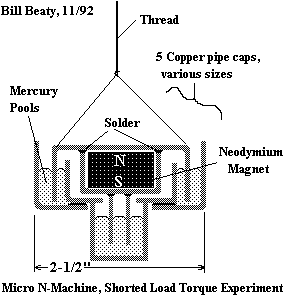 Bill Beaty, 11/92
Thread
5 Copper pipe caps,
various sizes
Mercury
Pools
Solder
Neodymium
Magnet
N
S
2-1/2"
Micro N-Machine, Shorted Load Torque Experiment